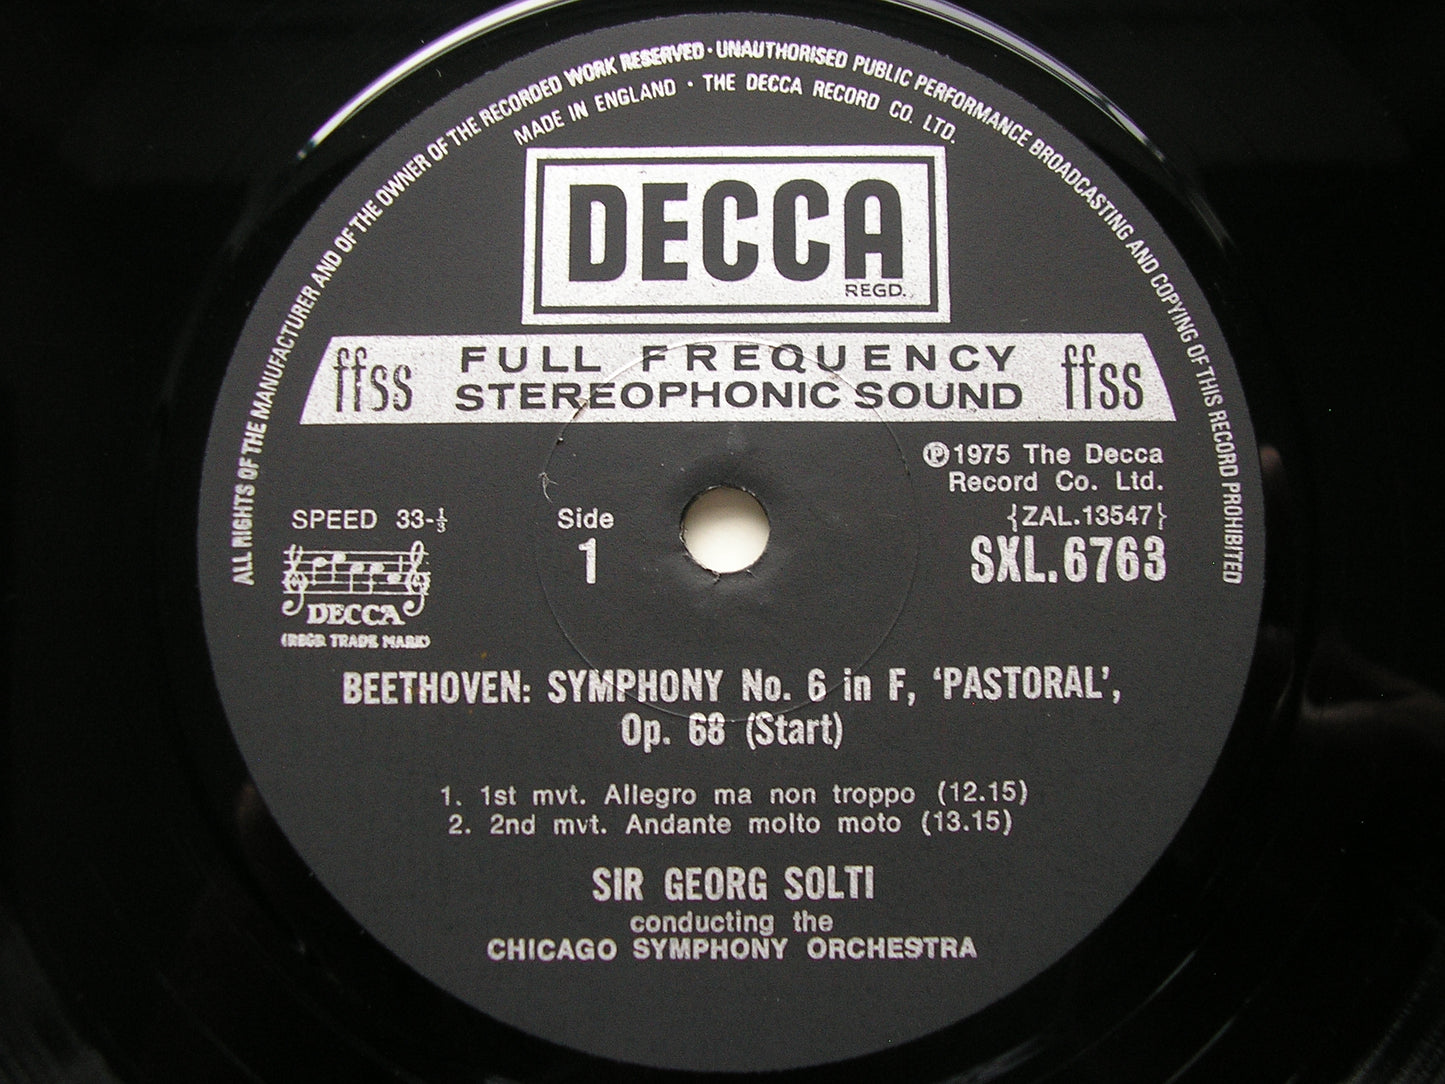 ALL RIGHTS OF THE MANUFACTURER AND OF THE OWNER OF THE RECORDED WORK RESERVED · UNAUTHORISED PUBLIC PERFORMANCE BROADCASTING AND COPYING OF THIS RECORD PROHIBITED
MADE IN ENGLAND · THE DECCA RECORD CO. LTD.
DECCA
REGD.
ffss FULL FREQUENCY ffss
STEREOPHONIC SOUND
Ⓟ1975 The Decca
Record Co. Ltd.
SPEED 33-⅓
Side
1
{ZAL.13547}
SXL.6763
DECCA
(REGD. TRADE MARK)
BEETHOVEN: SYMPHONY No. 6 in F, ‘PASTORAL’,
Op. 68 (Start)
1. 1st mvt. Allegro ma non troppo (12.15)
2. 2nd mvt. Andante molto moto (13.15)
SIR GEORG SOLTI
conducting the
CHICAGO SYMPHONY ORCHESTRA